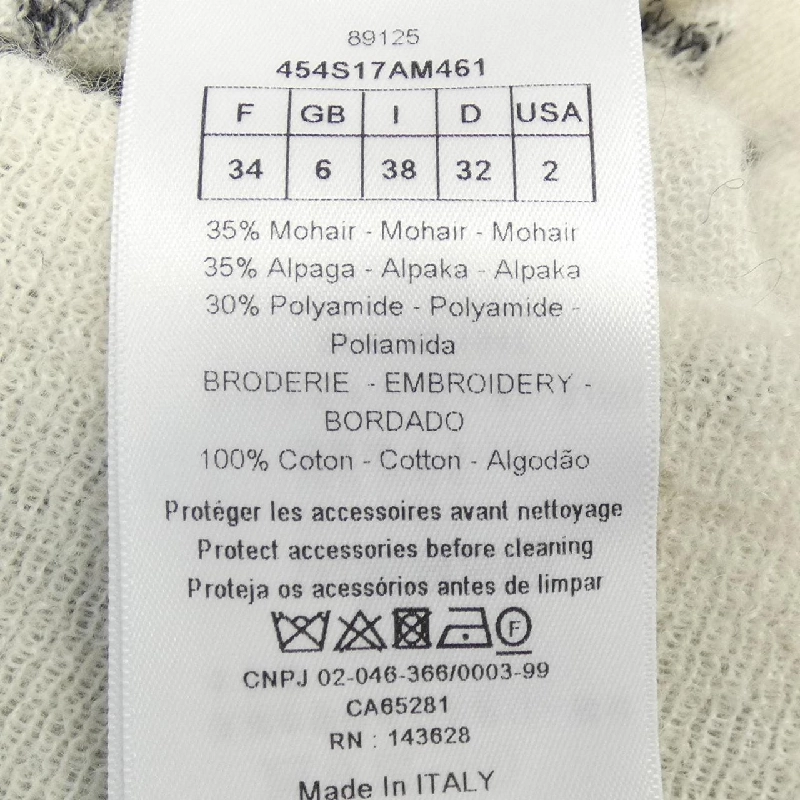 89125
454S17AM461
F GB I D USA
34 6 38 32 2
35% Mohair - Mohair - Mohair
35% Alpaga - Alpaka - Alpaka
30% Polyamide - Polyamide -
Poliamida
BRODERIE - EMBROIDERY -
BORDADO
100% Coton - Cotton - Algodão
Protéger les accessoires avant nettoyage
Protect accessories before cleaning
Proteja os acessórios antes de limpar
F
CNPJ 02-046-366/0003-99
CA65281
RN : 143628
Made In ITALY